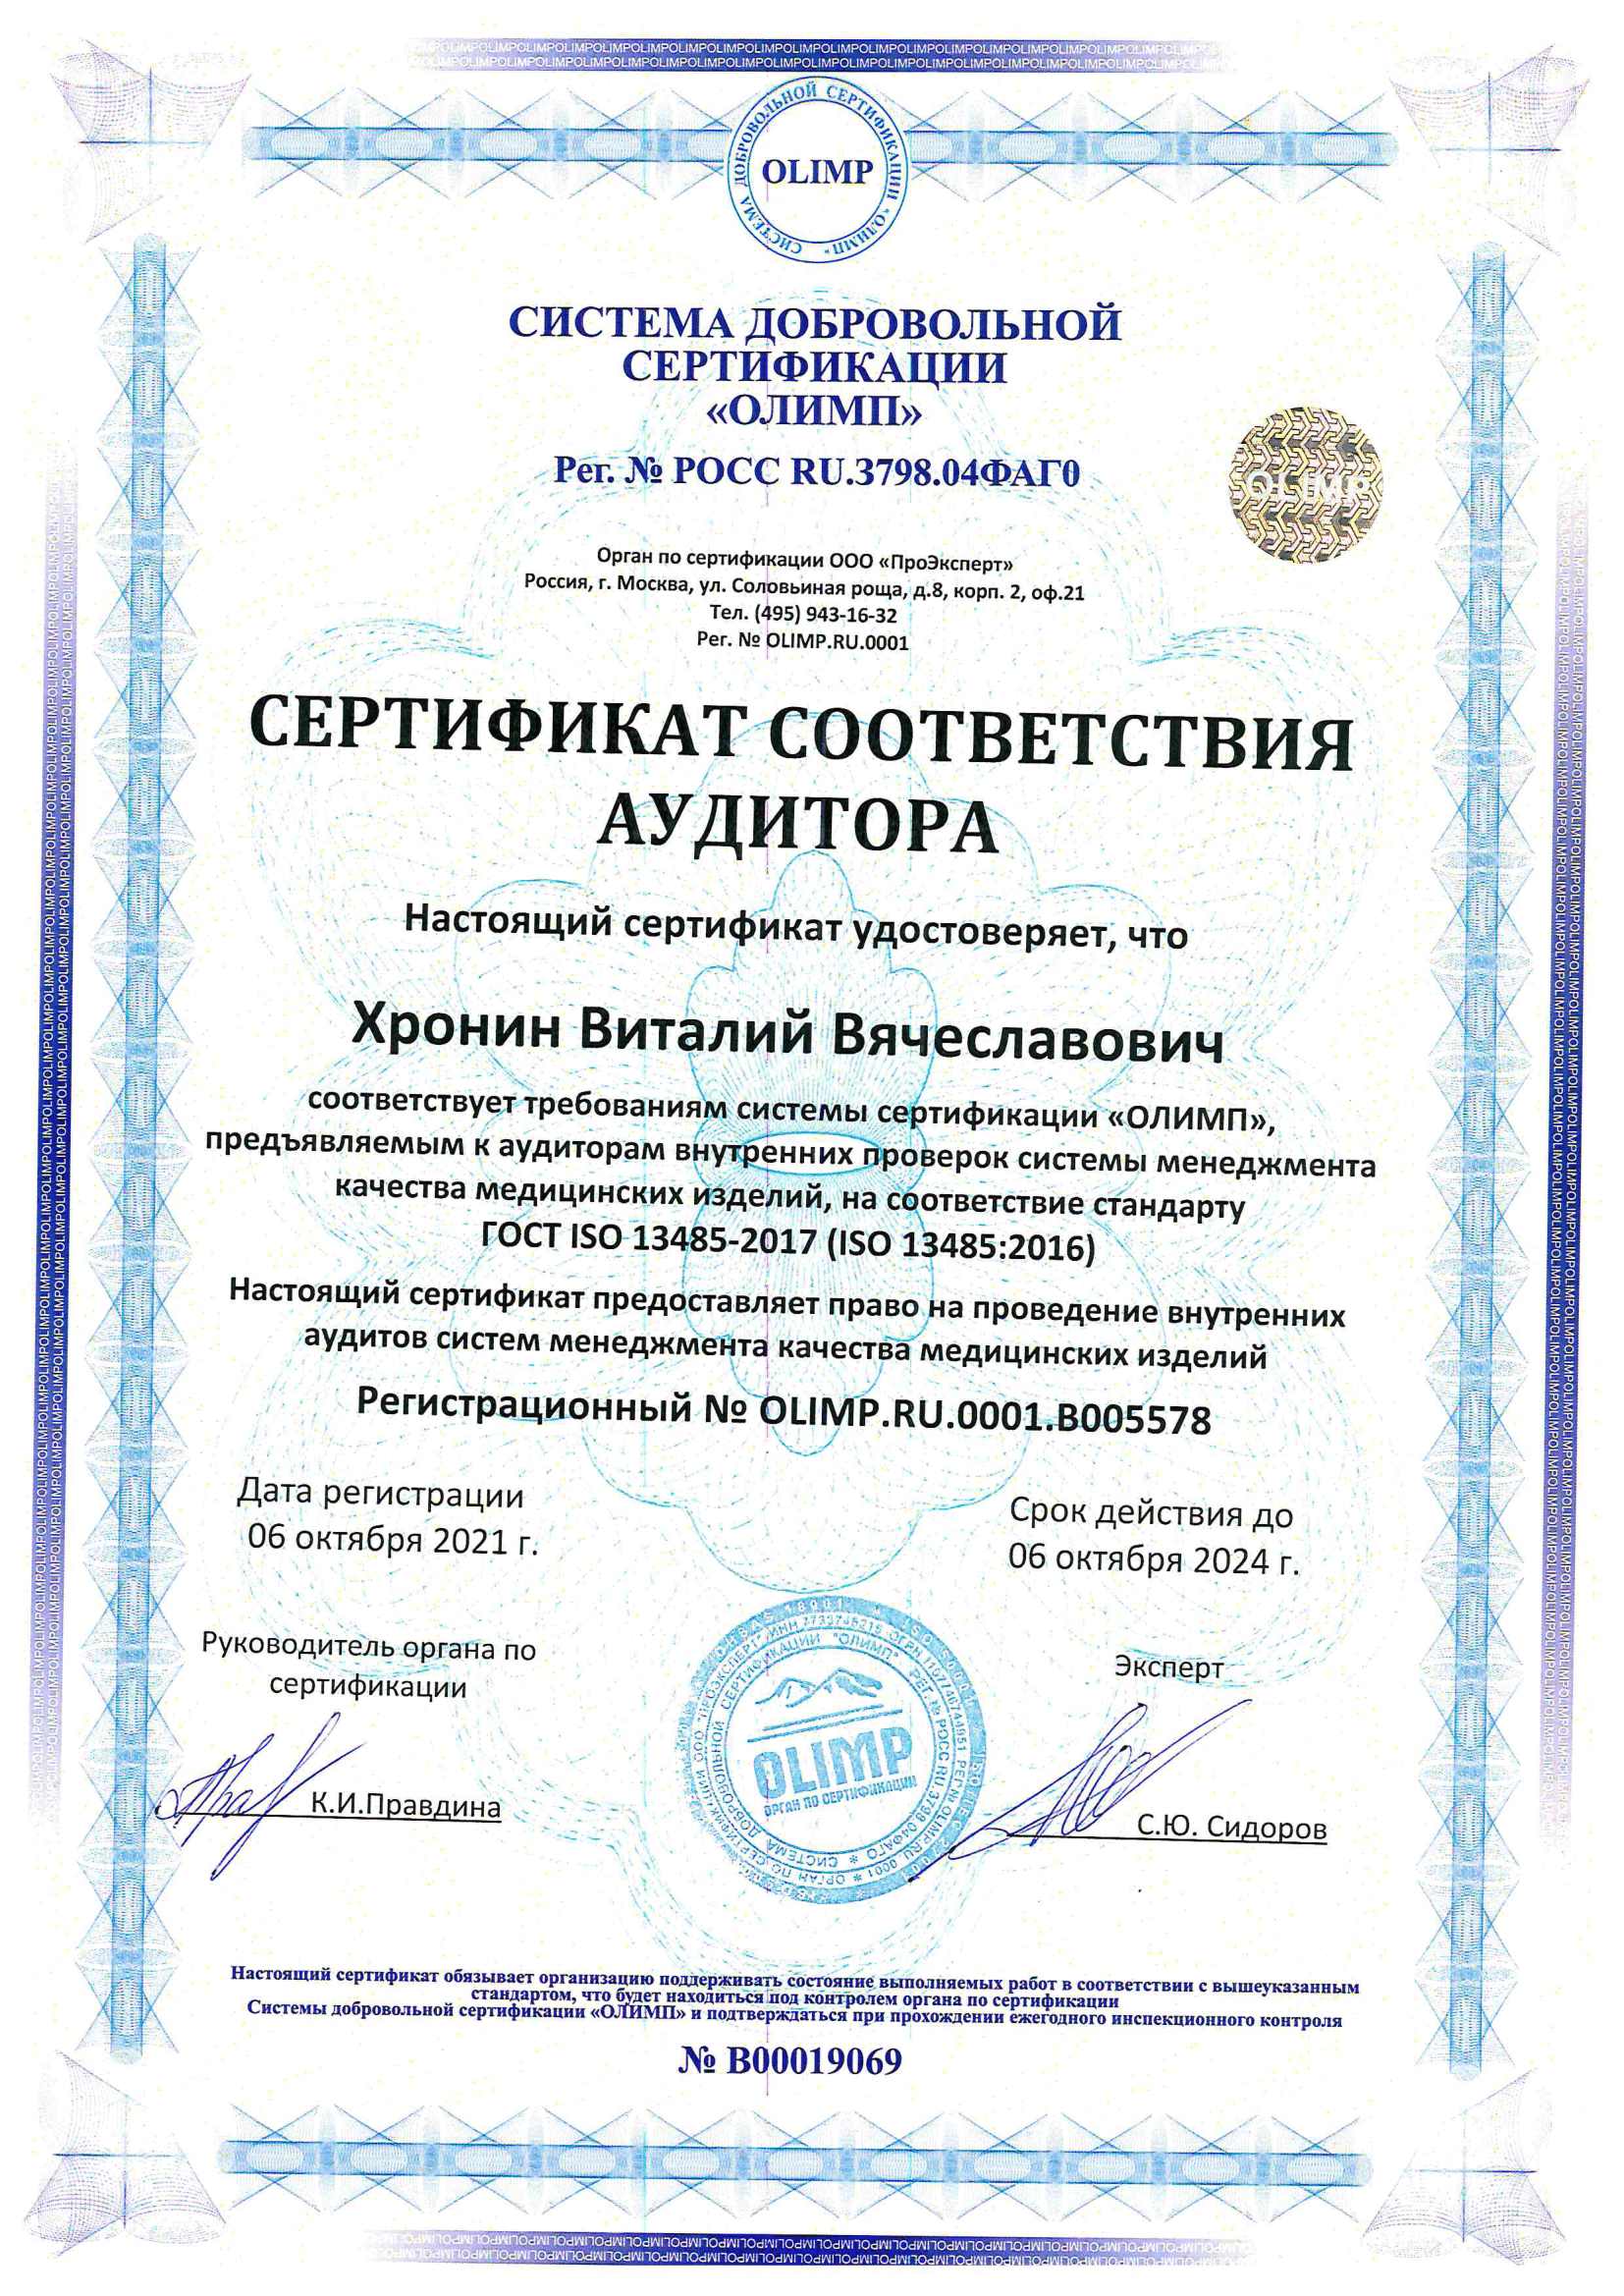 СИСТЕМА ДОБРОВОЛЬНОЙ СЕРТИФИКАЦИИ "ОЛИМП"
OLIMP
СИСТЕМА ДОБРОВОЛЬНОЙ
СЕРТИФИКАЦИИ
«ОЛИМП»
Рег. № РОСС RU.З798.04ФАГ0
OLIMP
Орган по сертификации ООО «ПроЭксперт»
Россия, г. Москва, ул. Соловьиная роща, д.8, корп. 2, оф.21
Тел. (495) 943-16-32
Рег. № OLIMP.RU.0001
СЕРТИФИКАТ СООТВЕТСТВИЯ
АУДИТОРА
Настоящий сертификат удостоверяет, что
Хронин Виталий Вячеславович
соответствует требованиям системы сертификации «ОЛИМП»,
предъявляемым к аудиторам внутренних проверок системы менеджмента
качества медицинских изделий, на соответствие стандарту
ГОСТ ISO 13485-2017 (ISO 13485:2016)
Настоящий сертификат предоставляет право на проведение внутренних
аудитов систем менеджмента качества медицинских изделий
Регистрационный № OLIMP.RU.0001.В005578
Дата регистрации
06 октября 2021 г.
Срок действия до
06 октября 2024 г.
Руководитель органа по
сертификации
Эксперт
OLIMP
ОРГАН ПО СЕРТИФИКАЦИИ
К.И.Правдина
С.Ю. Сидоров
Настоящий сертификат обязывает организацию поддерживать состояние выполняемых работ в соответствии с вышеуказанным
стандартом, что будет находиться под контролем органа по сертификации
Системы добровольной сертификации «ОЛИМП» и подтверждаться при прохождении ежегодного инспекционного контроля
№ В00019069